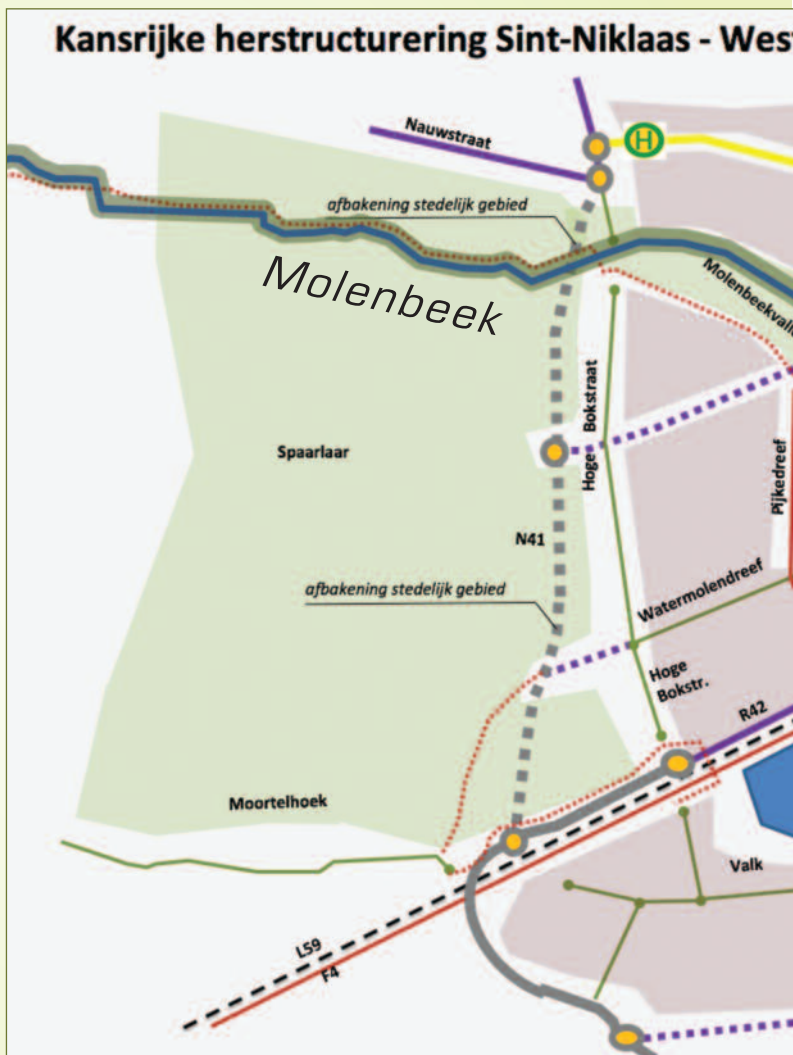 Kansrijke herstructurering Sint-Niklaas - West
Nauwstraat
H
afbakening stedelijk gebied
Molenbeek
Molenbeekvalle
Hoge Bokstraat
Spaarlaar
Pijkedreef
N41
afbakening stedelijk gebied
Watermolendreef
Hoge
Bokstr.
R42
Moortelhoek
Valk
L59
F4